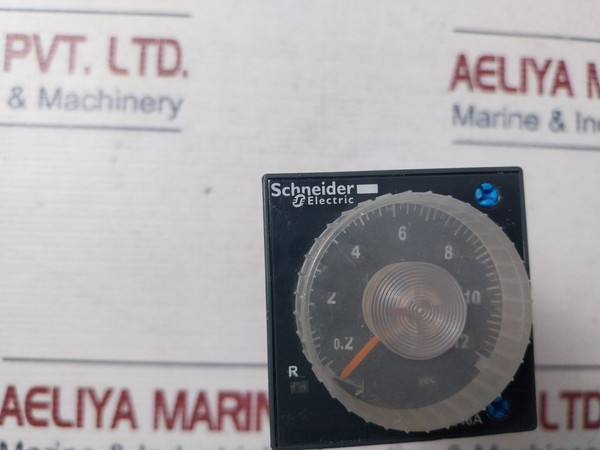 PVT. LTD.
& Machinery
AELIYA M
Marine & Ind
Schneider
Electric
6
4
8
2
10
0.2
12
R
sec
AELIYA MARIN
LTD.